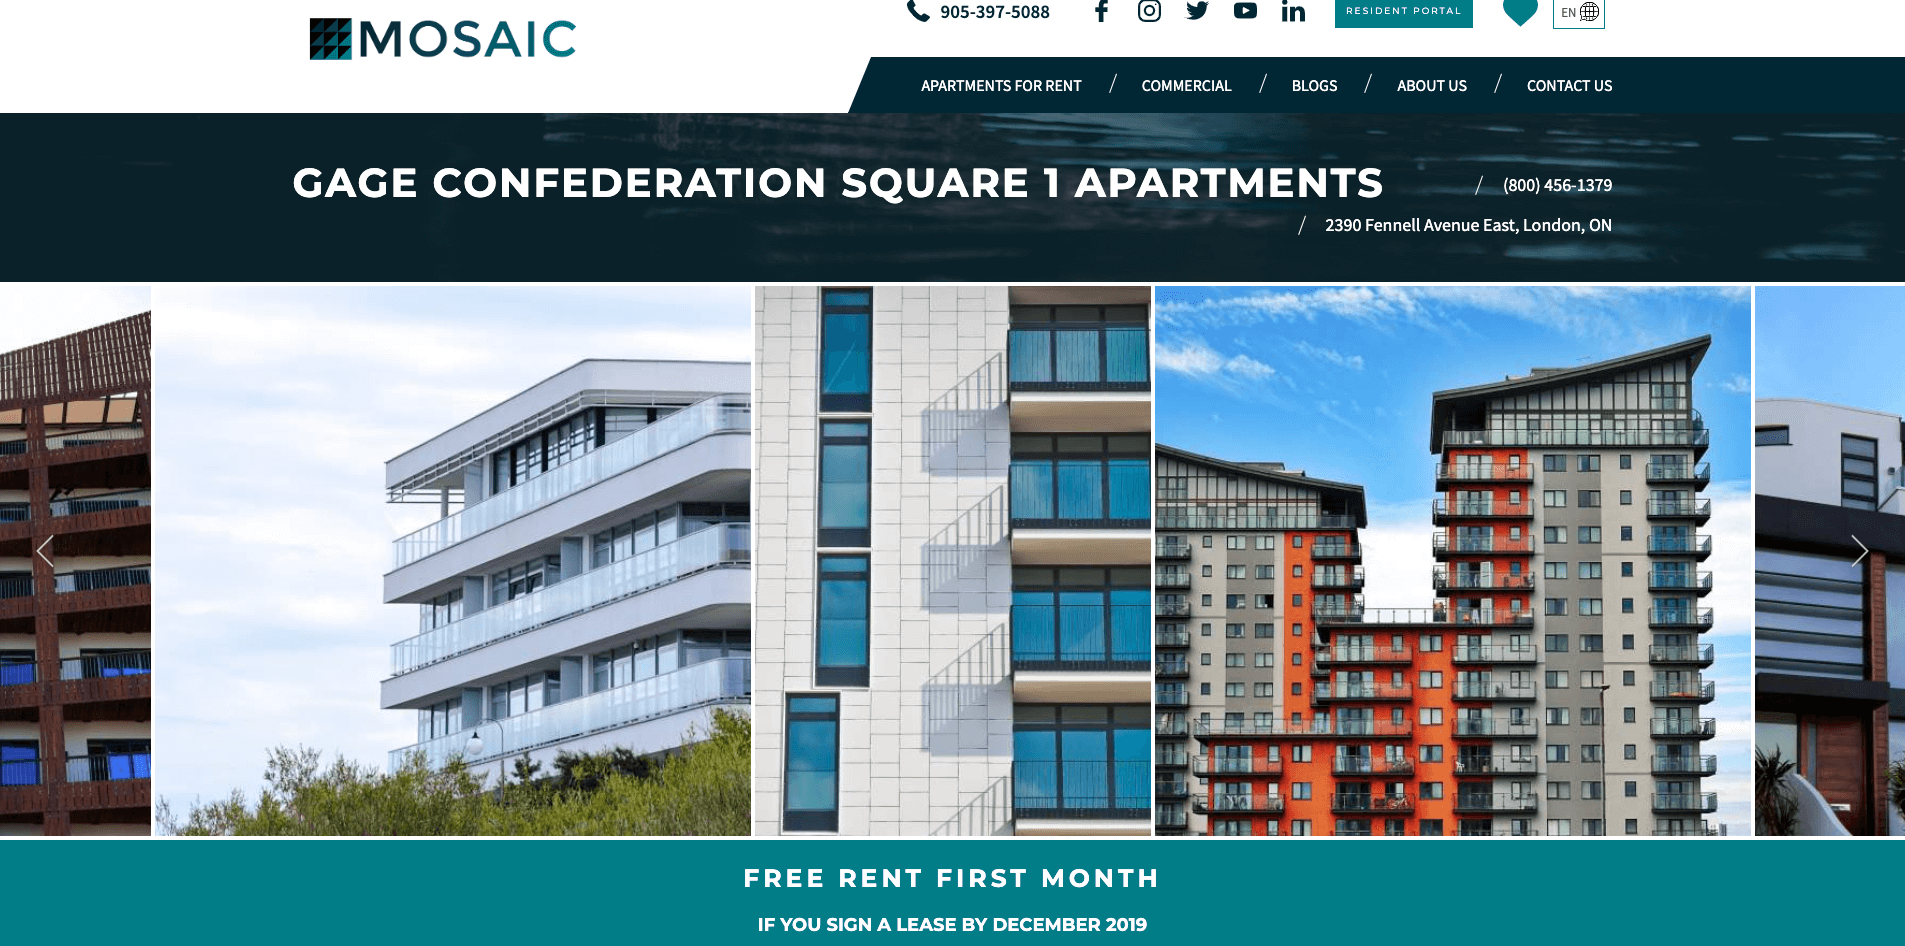 905-397-5088
RESIDENT PORTAL
EN
MOSAIC
APARTMENTS FOR RENT / COMMERCIAL / BLOGS / ABOUT US / CONTACT US
GAGE CONFEDERATION SQUARE 1 APARTMENTS
/ (800) 456-1379
/ 2390 Fennell Avenue East, London, ON
FREE RENT FIRST MONTH
IF YOU SIGN A LEASE BY DECEMBER 2019